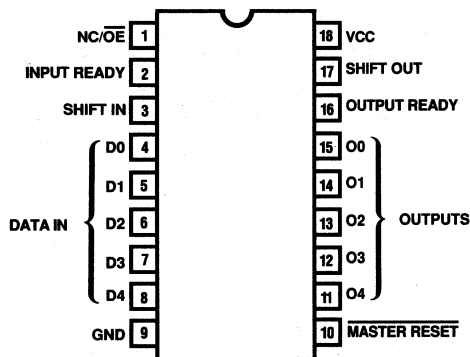 NC/OE 1 18 VCC
INPUT READY 2 17 SHIFT OUT
SHIFT IN 3 16 OUTPUT READY
D0 4 15 O0
D1 5 14 O1
DATA IN D2 6 13 O2 OUTPUTS
D3 7 12 O3
D4 8 11 O4
GND 9 10 MASTER RESET